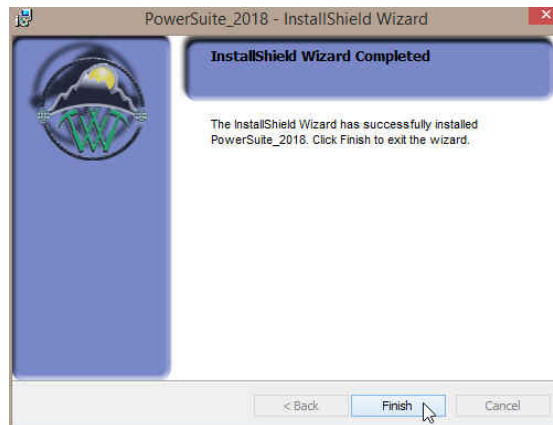 PowerSuite_2018 - InstallShield Wizard
InstallShield Wizard Completed
The InstallShield Wizard has successfully installed
PowerSuite_2018. Click Finish to exit the wizard.
< Back
Finish
Cancel